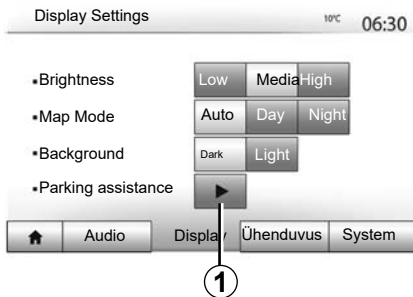 Display Settings 10°C 06:30
▪Brightness Low Media High
▪Map Mode Auto Day Night
▪Background Dark Light
▪Parking assistance
Audio Display Ühenduvus System
1